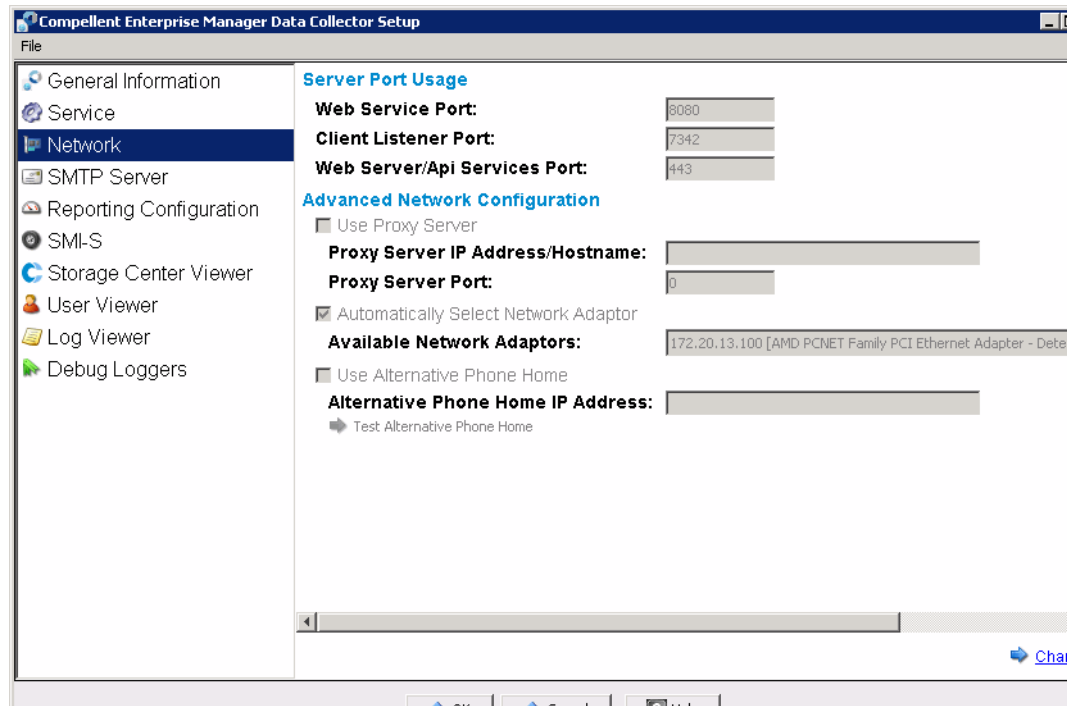 Compellent Enterprise Manager Data Collector Setup
File
General Information
Service
Network
SMTP Server
Reporting Configuration
SMI-S
Storage Center Viewer
User Viewer
Log Viewer
Debug Loggers
Server Port Usage
Web Service Port: 8080
Client Listener Port: 7342
Web Server/Api Services Port: 443
Advanced Network Configuration
Use Proxy Server
Proxy Server IP Address/Hostname:
Proxy Server Port: 0
Automatically Select Network Adaptor
Available Network Adaptors: 172.20.13.100 [AMD PCNET Family PCI Ethernet Adapter - Dete
Use Alternative Phone Home
Alternative Phone Home IP Address:
Test Alternative Phone Home
Char